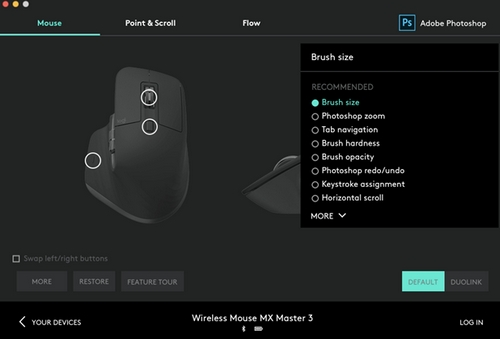 Mouse
Point & Scroll
Flow
Ps Adobe Photoshop
Brush size
RECOMMENDED
Brush size
Photoshop zoom
Tab navigation
Brush hardness
Brush opacity
Photoshop redo/undo
Keystroke assignment
Horizontal scroll
MORE
Swap left/right buttons
MORE
RESTORE
FEATURE TOUR
DEFAULT
DUOLINK
YOUR DEVICES
Wireless Mouse MX Master 3
LOG IN